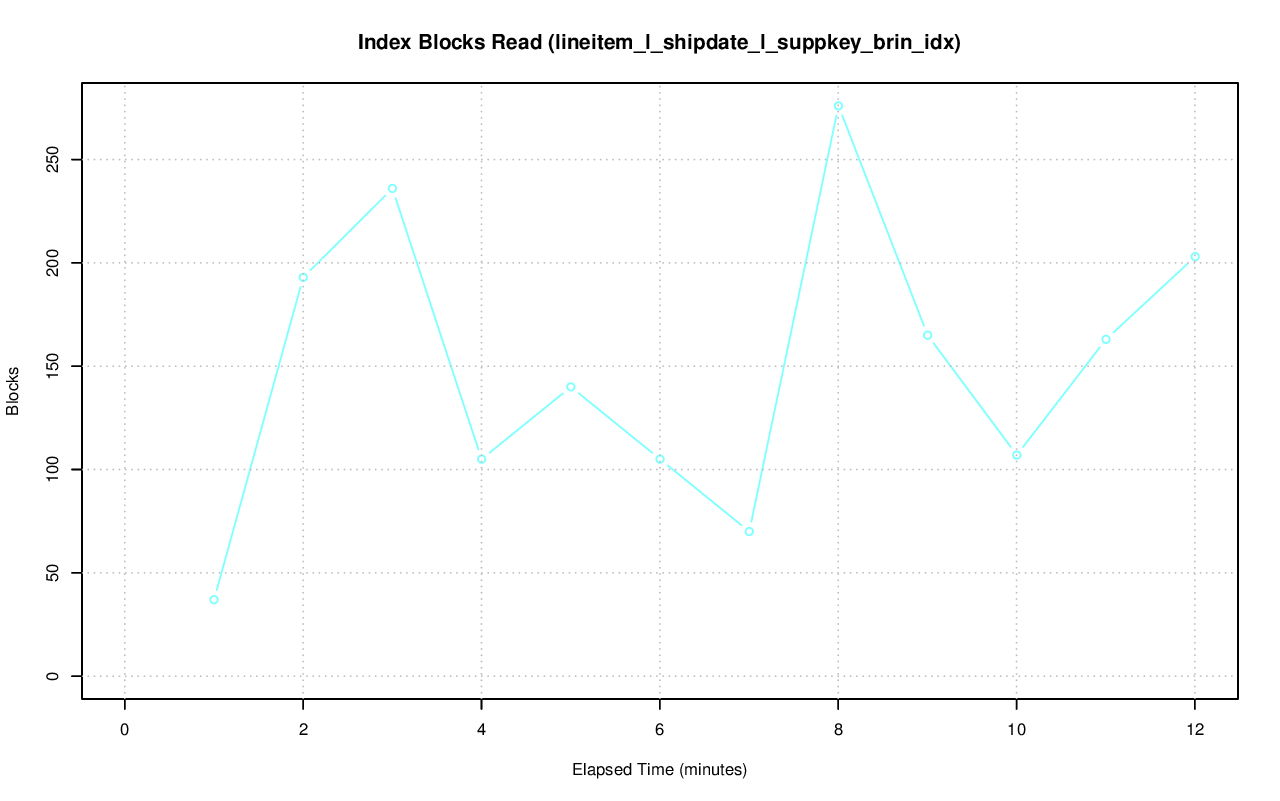 Index Blocks Read (lineitem_l_shipdate_l_suppkey_brin_idx)
250
200
150
100
50
0
Blocks
0 2 4 6 8 10 12
Elapsed Time (minutes)